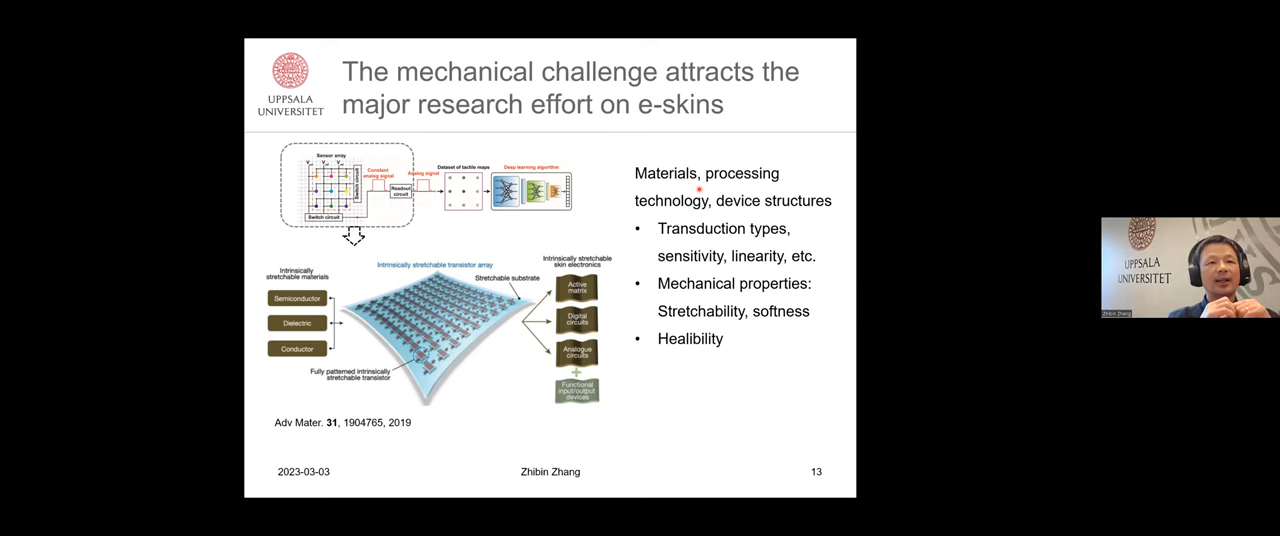 UPPSALA
UNIVERSITET
The mechanical challenge attracts the
major research effort on e-skins
Sensor array
Switch circuit
Switch circuit
Constant
analog signal
Readout
circuit
Analog signal
Dataset of tactile maps
Deep learning algorithm
Intrinsically
stretchable materials
Semiconductor
Dielectric
Conductor
Intrinsically stretchable transistor array
Stretchable substrate
Fully patterned intrinsically
stretchable transistor
Intrinsically stretchable
skin electronics
Active
matrix
Digital
circuits
Analogue
circuits
+
Functional
input/output
devices
Adv Mater. 31, 1904765, 2019
Materials, processing
technology, device structures
• Transduction types,
sensitivity, linearity, etc.
• Mechanical properties:
Stretchability, softness
• Healibility
2023-03-03
Zhibin Zhang
13
UPPSALA
UNIVERSITET
Zhibin Zhang